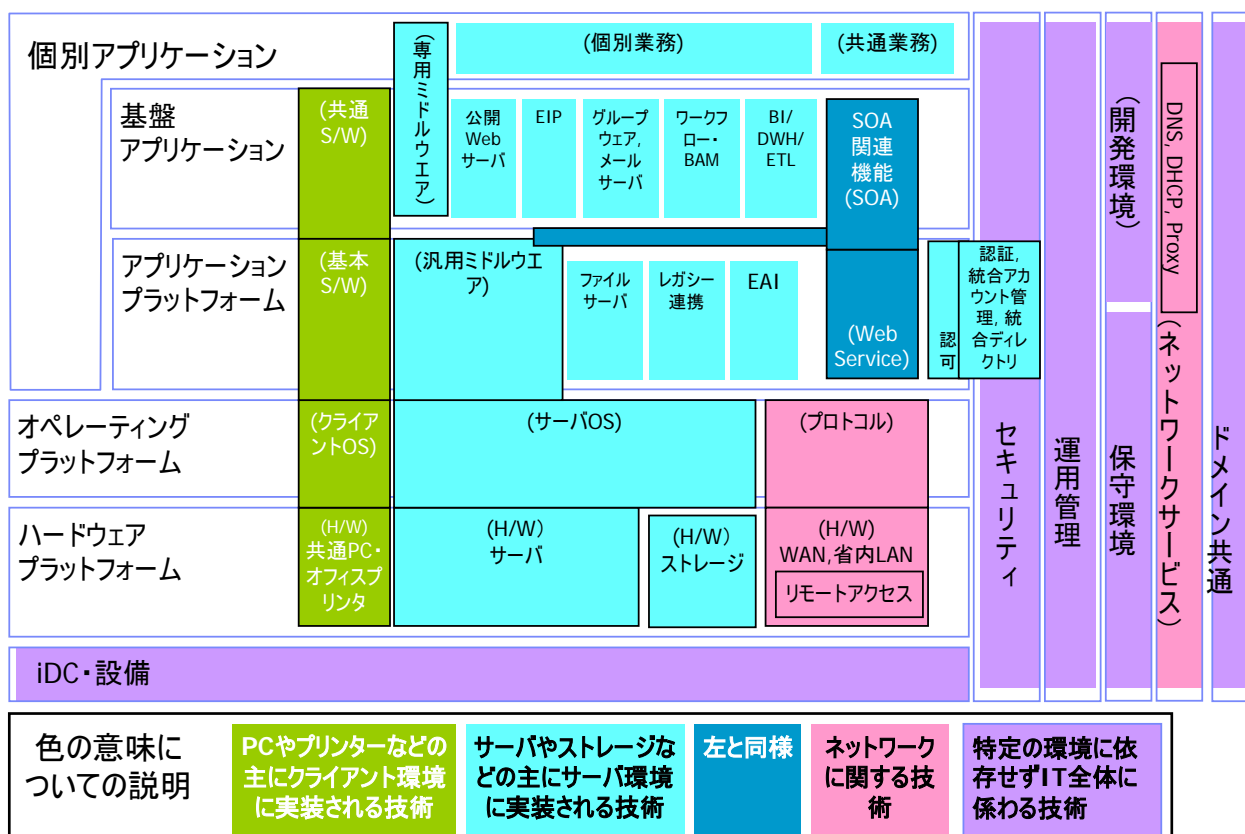 個別アプリケーション
(専用ミドルウエア)
(個別業務)
(共通業務)
基盤
アプリケーション
(共通
S/W)
公開
Web
サーバ
EIP
グループ
ウェア,
メール
サーバ
ワークフ
ロー・
BAM
BI/
DWH/
ETL
SOA
関連
機能
(SOA)
アプリケーション
プラットフォーム
(基本
S/W)
(汎用ミドルウエ
ア)
ファイル
サーバ
レガシー
連携
EAI
(Web
Service)
認可
認証,
統合アカ
ウント管
理, 統
合ディレ
クトリ
オペレーティング
プラットフォーム
(クライア
ントOS)
(サーバOS)
(プロトコル)
ハードウェア
プラットフォーム
(H/W)
共通PC・
オフィスプ
リンタ
(H/W)
サーバ
(H/W)
ストレージ
(H/W)
WAN,省内LAN
リモートアクセス
iDC・設備
セキュリティ
運用管理
(開発環境)
保守環境
DNS, DHCP, Proxy
(ネットワークサービス)
ドメイン共通
色の意味に
ついての説明
PCやプリンターなどの
主にクライアント環境
に実装される技術
サーバやストレージな
どの主にサーバ環境
に実装される技術
左と同様
ネットワーク
に関する技
術
特定の環境に依
存せずIT全体に
係わる技術